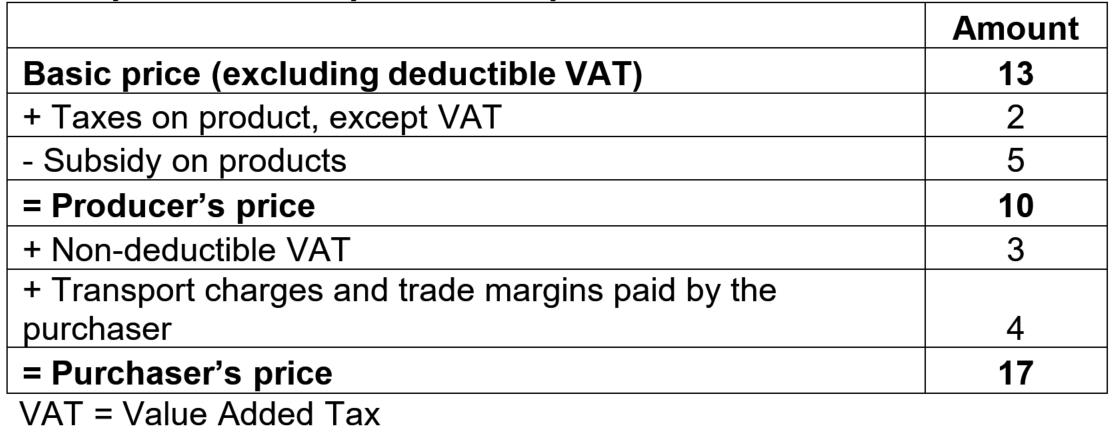 Amount
Basic price (excluding deductible VAT) 13
+ Taxes on product, except VAT 2
- Subsidy on products 5
= Producer’s price 10
+ Non-deductible VAT 3
+ Transport charges and trade margins paid by the
purchaser 4
= Purchaser’s price 17
VAT = Value Added Tax